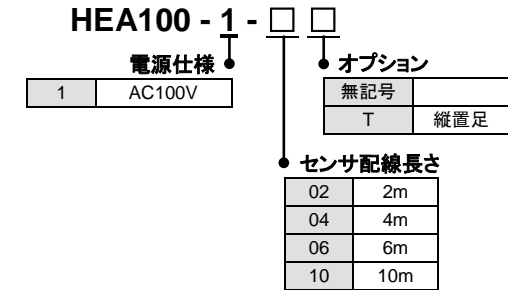 HEA100 - 1 - □ □
電源仕様
1 AC100V
オプション
無記号
T 縦置足
センサ配線長さ
02 2m
04 4m
06 6m
10 10m